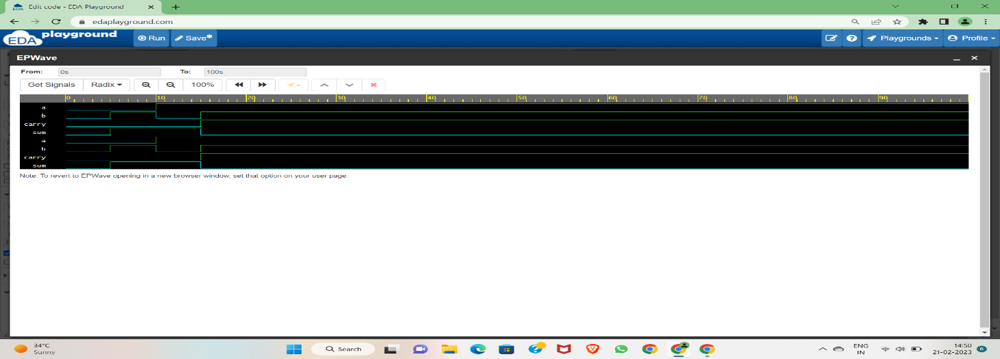 EDA Edit code - EDA Playground
edaplayground.com
EDA playground Run Save* Playgrounds Profile
EPWave
From: 0s To: 100s
Get Signals Radix 100%
0 10 20 30 40 50 60 70 80 90
a
b
carry
sum
a
b
carry
sum
Note: To revert to EPWave opening in a new browser window, set that option on your user page.
34°C
Sunny
Search
ENG
IN
14:50
21-02-2023
6